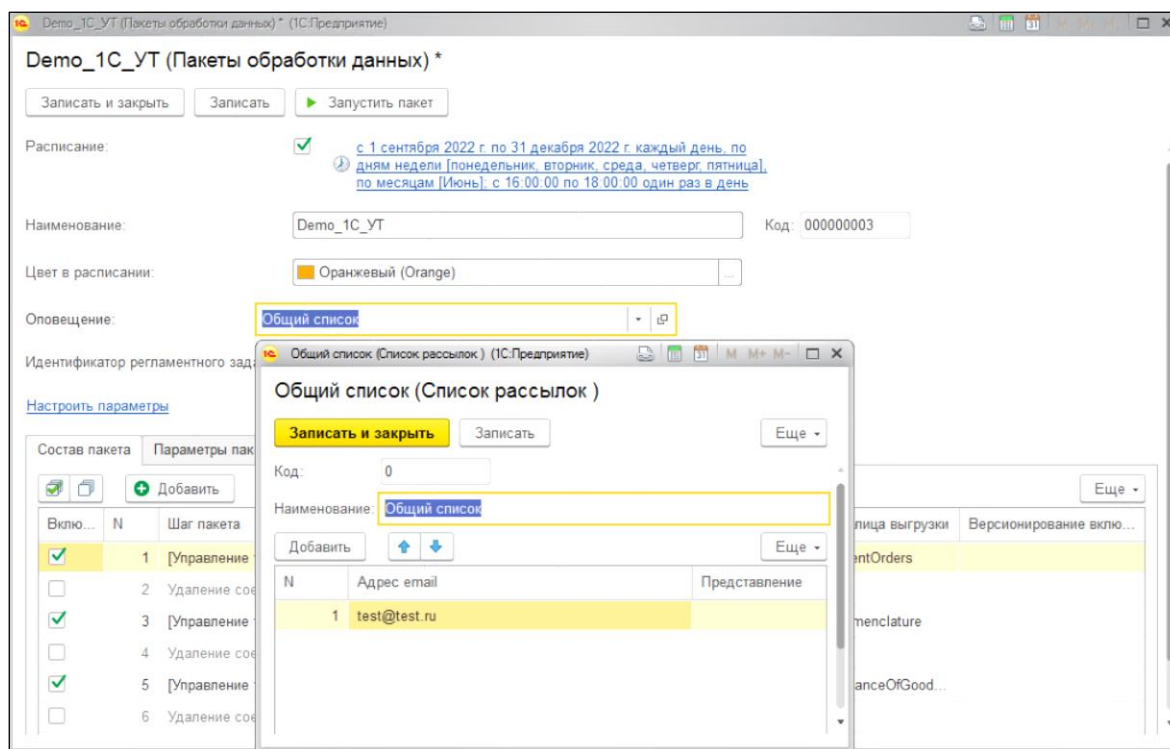 Demo_1С_УТ (Пакеты обработки данных) * (1С:Предприятие)
M M+ M-
Demo_1С_УТ (Пакеты обработки данных) *
Записать и закрыть Записать Запустить пакет
Расписание:
с 1 сентября 2022 г. по 31 декабря 2022 г. каждый день, по
дням недели [понедельник, вторник, среда, четверг, пятница],
по месяцам [Июнь]; с 16:00:00 по 18:00:00 один раз в день
Наименование: Demo_1С_УТ Код: 000000003
Цвет в расписании: Оранжевый (Orange) ...
Оповещение: Общий список
Идентификатор регламентного зад
Настроить параметры
Состав пакета Параметры пак
Добавить Еще
Вклю... N Шаг пакета лица выгрузки Версионирование вклю...
1 [Управление entOrders
2 Удаление сое
3 [Управление menclature
4 Удаление сое
5 [Управление anceOfGood...
6 Удаление сое
Общий список (Список рассылок ) (1С:Предприятие)
M M+ M-
Общий список (Список рассылок )
Записать и закрыть Записать Еще
Код: 0
Наименование: Общий список
Добавить Еще
N Адрес email Представление
1 test@test.ru